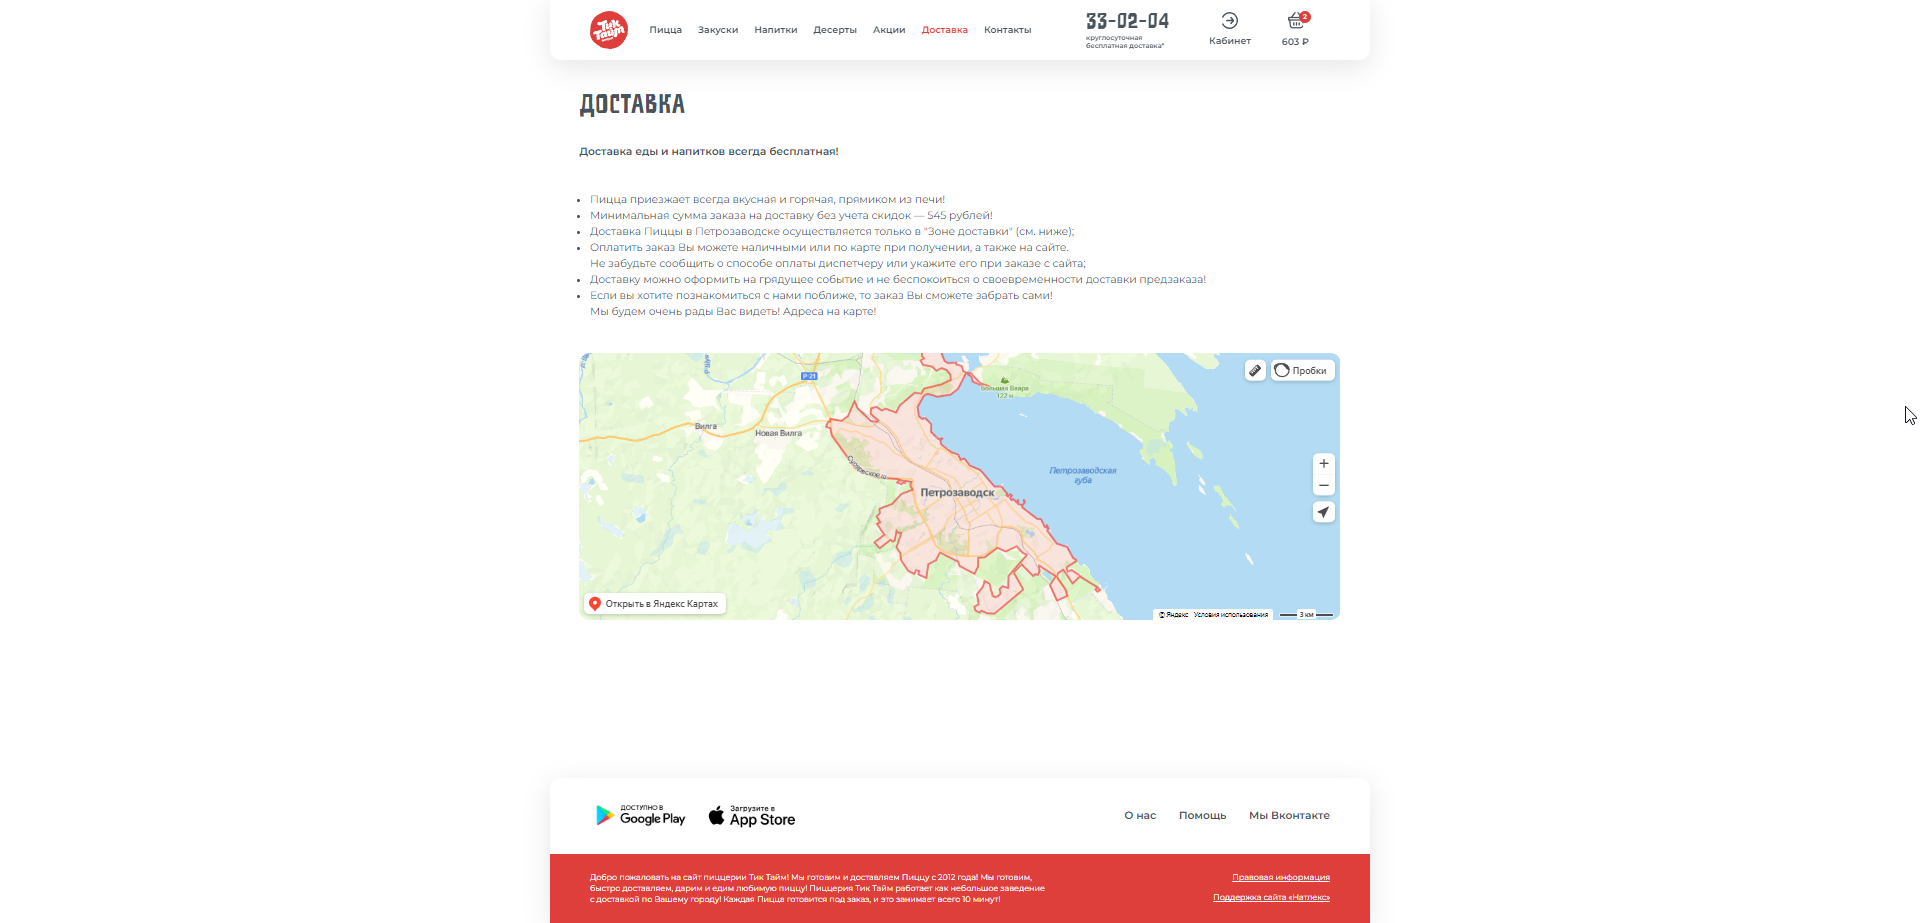 Тик Тайм
Пицца
Закуски
Напитки
Десерты
Акции
Доставка
Контакты
33-02-04
круглосуточная
бесплатная доставка*
Кабинет
2
603 ₽
ДОСТАВКА
Доставка еды и напитков всегда бесплатная!
Пицца приезжает всегда вкусная и горячая, прямиком из печи!
Минимальная сумма заказа на доставку без учета скидок — 545 рублей!
Доставка Пиццы в Петрозаводске осуществляется только в "Зоне доставки" (см. ниже);
Оплатить заказ Вы можете наличными или по карте при получении, а также на сайте.
Не забудьте сообщить о способе оплаты диспетчеру или укажите его при заказе с сайта;
Доставку можно оформить на грядущее событие и не беспокоиться о своевременности доставки предзаказа!
Если вы хотите познакомиться с нами поближе, то заказ Вы сможете забрать сами!
Мы будем очень рады Вас видеть! Адреса на карте!
Р-21
Пробки
Большая Ваара
122 м
Вилга
Новая Вилга
Петрозаводская
губа
Петрозаводск
Открыть в Яндекс Картах
© Яндекс Условия использования
3 км
ДОСТУПНО В
Google Play
Загрузите в
App Store
О нас
Помощь
Мы Вконтакте
Добро пожаловать на сайт пиццерии Тик Тайм! Мы готовим и доставляем Пиццу с 2012 года! Мы готовим,
быстро доставляем, дарим и едим любимую пиццу! Пиццерия Тик Тайм работает как небольшое заведение
с доставкой по Вашему городу! Каждая Пицца готовится под заказ, и это занимает всего 10 минут!
Правовая информация
Поддержка сайта «Натлекс»